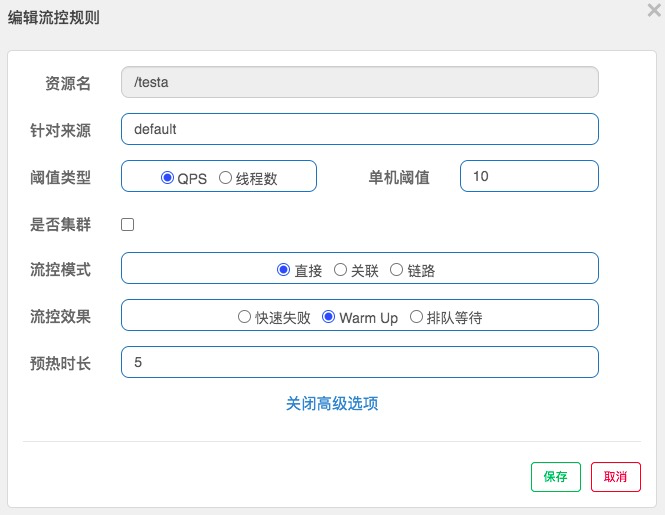 编辑流控规则
资源名 /testa
针对来源 default
阈值类型 QPS 线程数 单机阈值 10
是否集群
流控模式 直接 关联 链路
流控效果 快速失败 Warm Up 排队等待
预热时长 5
关闭高级选项
保存 取消